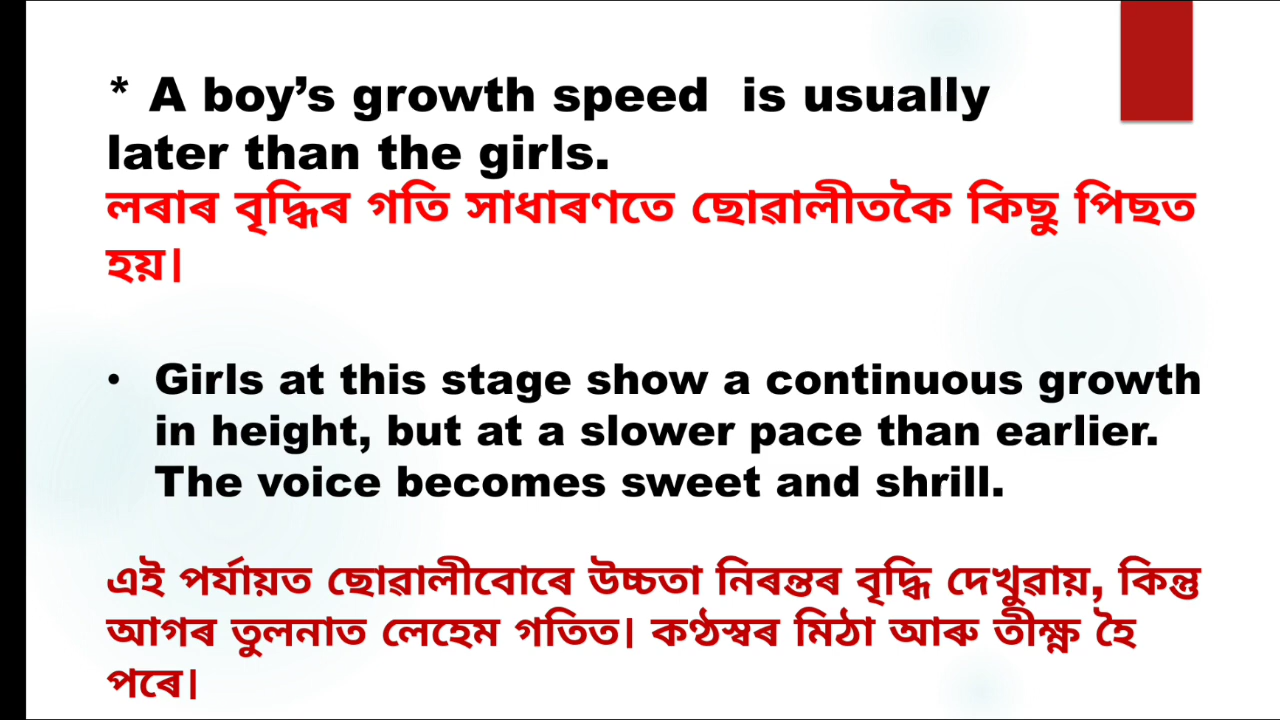 * A boy’s growth speed  is usually
later than the girls.
লৰাৰ বৃদ্ধিৰ গতি সাধাৰণতে ছোৱালীতকৈ কিছু পিছত
হয়।
• Girls at this stage show a continuous growth
in height, but at a slower pace than earlier.
The voice becomes sweet and shrill.
এই পৰ্যায়ত ছোৱালীবোৰে উচ্চতা নিৰন্তৰ বৃদ্ধি দেখুৱায়, কিন্তু
আগৰ তুলনাত লেহেম গতিত। কণ্ঠস্বৰ মিঠা আৰু তীক্ষ্ণ হৈ
পৰে।